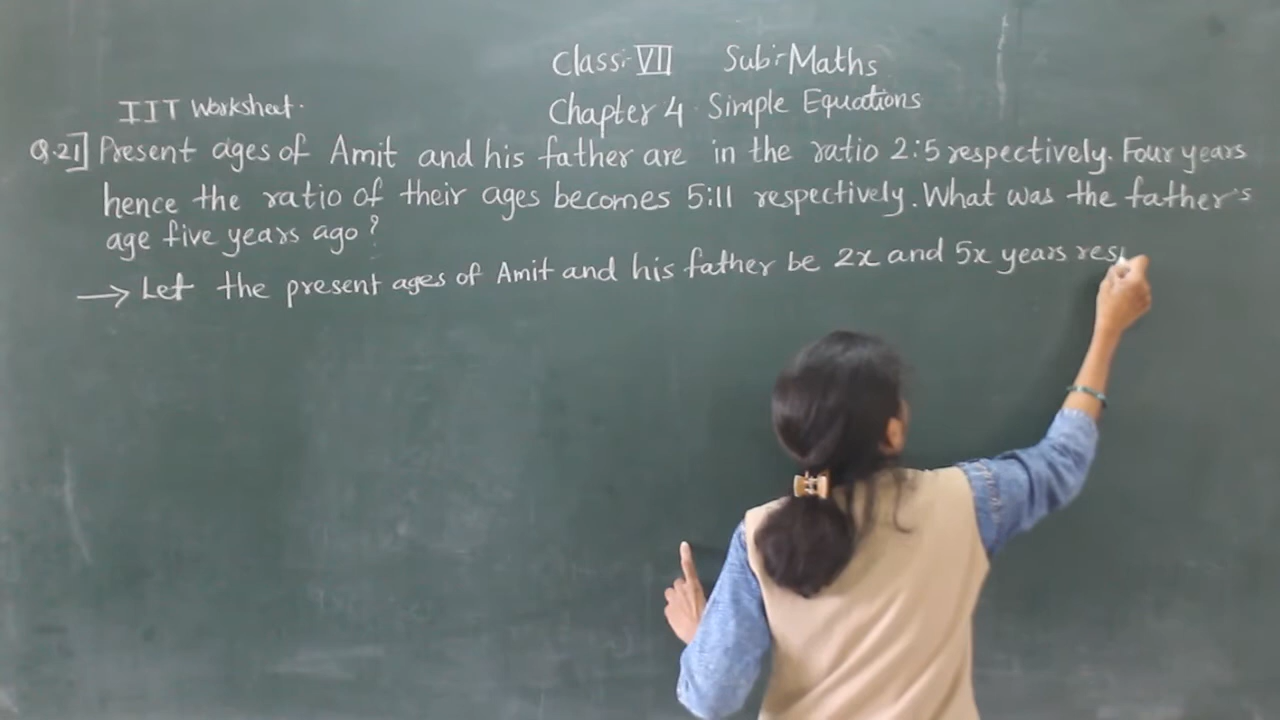 Class:- VII Sub:- Maths
IIT Worksheet.
Chapter 4 Simple Equations
Q.21] Present ages of Amit and his father are in the ratio 2:5 respectively. Four years
hence the ratio of their ages becomes 5:11 respectively. What was the father's
age five years ago?
→ Let the present ages of Amit and his father be 2x and 5x years res